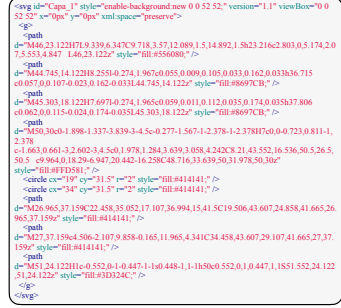 <svg id="Capa_1" style="enable-background:new 0 0 52 52;" version="1.1" viewBox="0 0
52 52" x="0px" y="0px" xml:space="preserve">
<g>
<path
d="M46,23.122H7L9.339,6.347C9.718,3.57,12.089,1.5,14.892,1.5h23.216c2.803,0,5.174,2.0
7,5.553,4.847 L46,23.122z" style="fill:#556080;" />
<path
d="M44.745,14.122H8.255l-0.274,1.967c0.055,0.009,0.105,0.033,0.162,0.033h36.715
c0.057,0,0.107-0.023,0.162-0.033L44.745,14.122z" style="fill:#8697CB;" />
<path
d="M45.303,18.122H7.697l-0.274,1.965c0.059,0.011,0.112,0.035,0.174,0.035h37.806
c0.062,0,0.115-0.024,0.174-0.035L45.303,18.122z" style="fill:#8697CB;" />
<path
d="M50,30c0-1.898-1.337-3.839-3-4.5c-0.277-1.567-1-2.378-1-2.378H7c0,0-0.723,0.811-1,
2.378
c-1.663,0.661-3,2.602-3,4.5c0,1.978,1.284,3.639,3.058,4.242C8.21,43.552,16.536,50.5,26.5,
50.5 c9.964,0,18.29-6.947,20.442-16.258C48.716,33.639,50,31.978,50,30z"
style="fill:#FFD581;" />
<circle cx="19" cy="31.5" r="2" style="fill:#414141;" />
<circle cx="34" cy="31.5" r="2" style="fill:#414141;" />
<path
d="M26.965,37.159C22.458,35.052,17.107,36.994,15,41.5C19.506,43.607,24.858,41.665,26.
965,37.159z" style="fill:#414141;" />
<path
d="M27,37.159c4.506-2.107,9.858-0.165,11.965,4.341C34.458,43.607,29.107,41.665,27,37.
159z" style="fill:#414141;" />
<path
d="M51,24.122H1c-0.552,0-1-0.447-1-1s0.448-1,1-1h50c0.552,0,1,0.447,1,1S51.552,24.122
,51,24.122z" style="fill:#3D324C;" />
</g>
</svg>